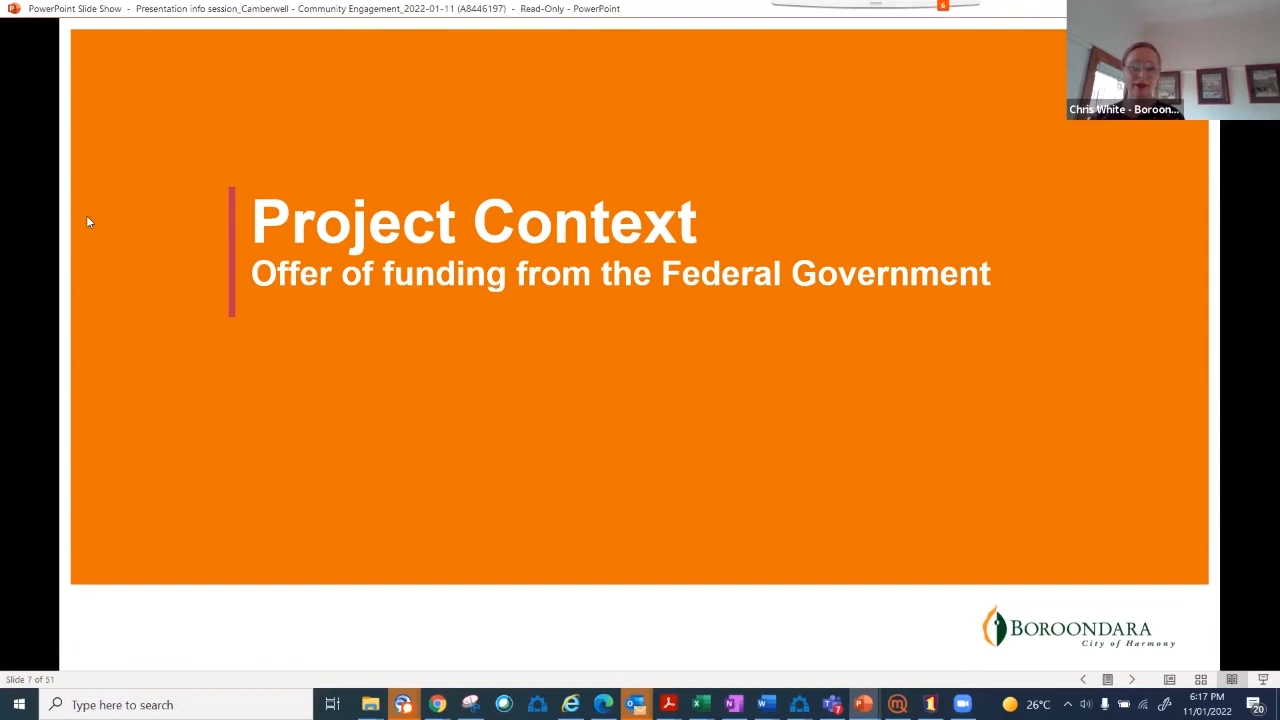 PowerPoint Slide Show - Presentation info session_Camberwell - Community Engagement_2022-01-11 (A8446197) - Read-Only - PowerPoint
6
Chris White - Boroon...
Project Context
Offer of funding from the Federal Government
BOROONDARA
City of Harmony
Slide 7 of 51
Type here to search
26°C
6:17 PM
11/01/2022
20